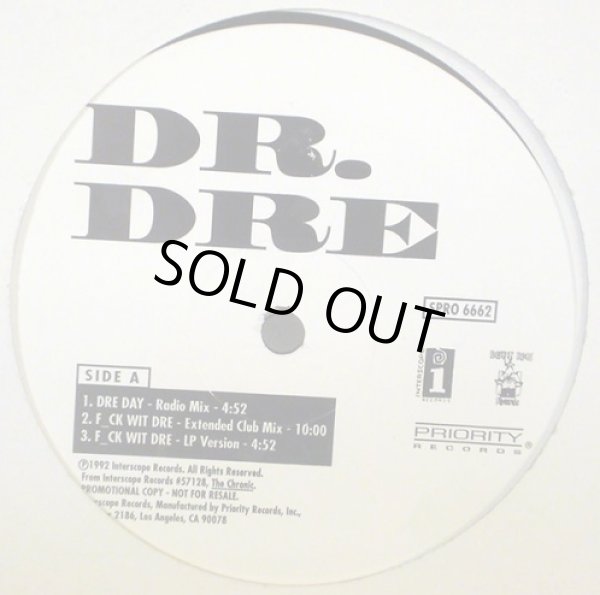 DR.
DRE
SOLD OUT
SPRO 6662
SIDE A
1. DRE DAY - Radio Mix - 4:52
2. F_CK WIT DRE - Extended Club Mix - 10:00
3. F_CK WIT DRE - LP Version - 4:52
INTERSCOPE
i
RECORDS
PRIORITY®
RECORDS
℗1992 Interscope Records. All Rights Reserved.
From Interscope Records #57128, The Chronic.
PROMOTIONAL COPY - NOT FOR RESALE.
Records, Manufactured by Priority Records, Inc.,
2186, Los Angeles, CA 90078